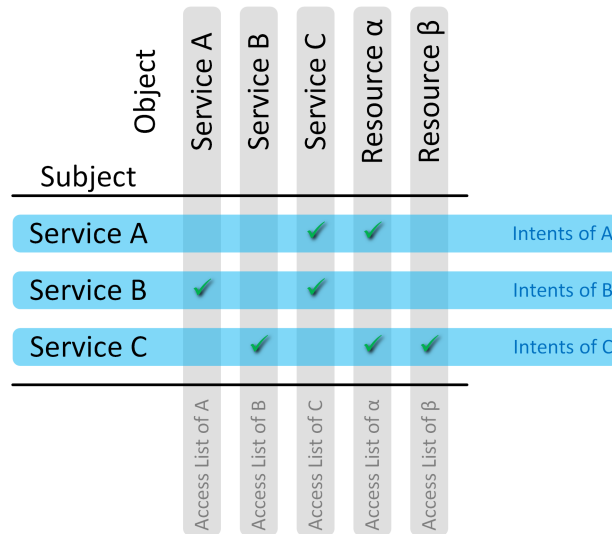 Object
Service A
Service B
Service C
Resource α
Resource β
Subject
Service A
Intents of A
Service B
Intents of B
Service C
Intents of C
Access List of A
Access List of B
Access List of C
Access List of α
Access List of β